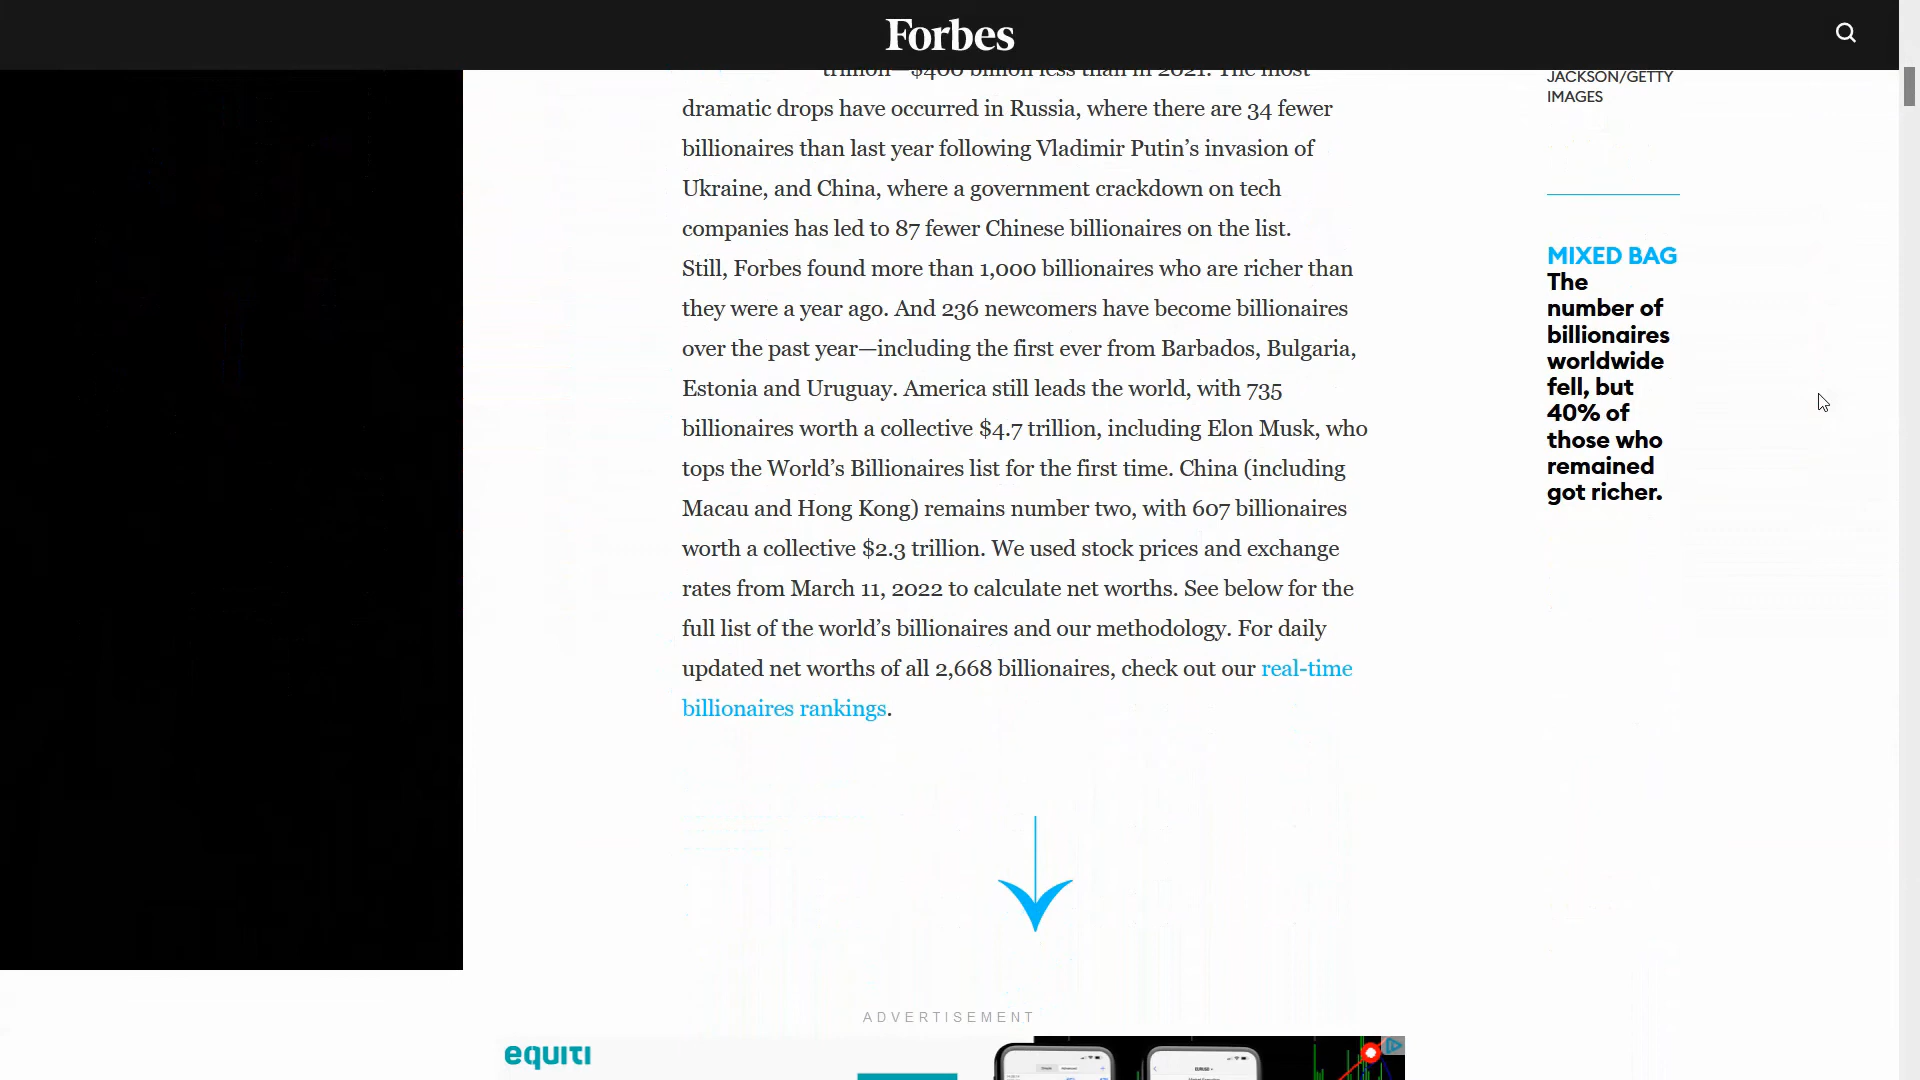 Forbes
trillion—$400 billion less than in 2021. The most
dramatic drops have occurred in Russia, where there are 34 fewer
billionaires than last year following Vladimir Putin’s invasion of
Ukraine, and China, where a government crackdown on tech
companies has led to 87 fewer Chinese billionaires on the list.
Still, Forbes found more than 1,000 billionaires who are richer than
they were a year ago. And 236 newcomers have become billionaires
over the past year—including the first ever from Barbados, Bulgaria,
Estonia and Uruguay. America still leads the world, with 735
billionaires worth a collective $4.7 trillion, including Elon Musk, who
tops the World’s Billionaires list for the first time. China (including
Macau and Hong Kong) remains number two, with 607 billionaires
worth a collective $2.3 trillion. We used stock prices and exchange
rates from March 11, 2022 to calculate net worths. See below for the
full list of the world’s billionaires and our methodology. For daily
updated net worths of all 2,668 billionaires, check out our real-time
billionaires rankings.
JACKSON/GETTY
IMAGES
MIXED BAG
The
number of
billionaires
worldwide
fell, but
40% of
those who
remained
got richer.
ADVERTISEMENT
equiti